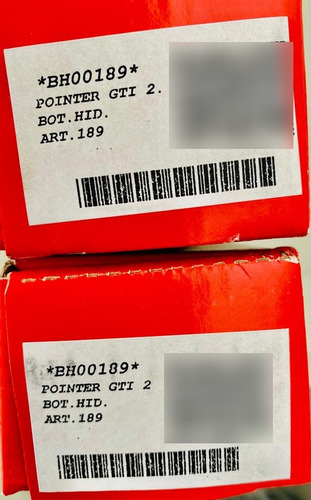 *BH00189*
POINTER GTI 2.
BOT.HID.
ART.189
*BH00189*
POINTER GTI 2
BOT.HID.
ART.189